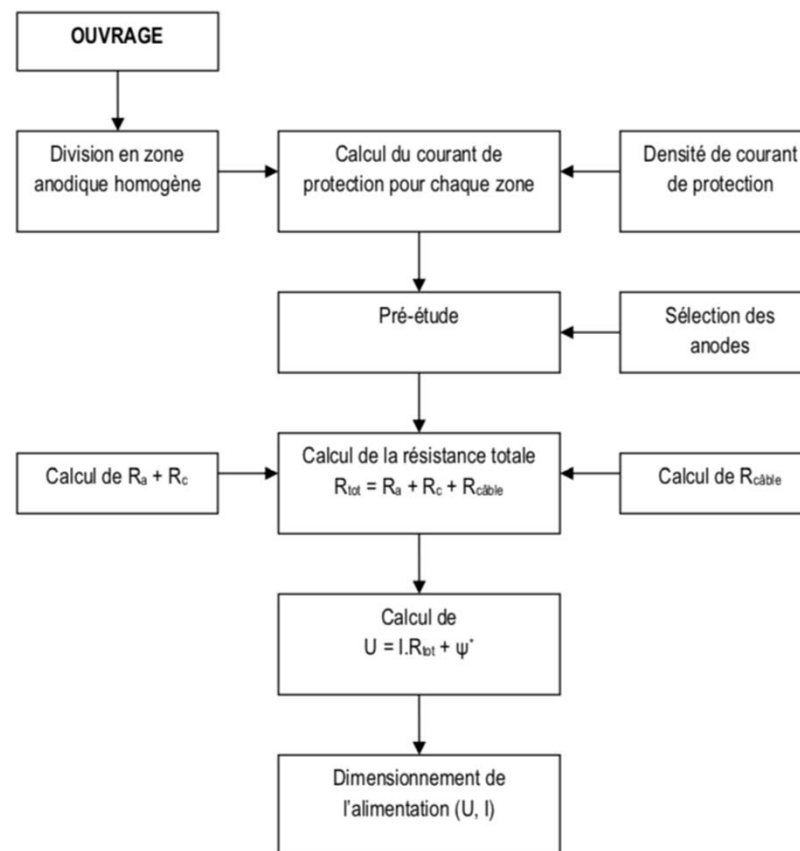 OUVRAGE
Division en zone
anodique homogène
Calcul du courant de
protection pour chaque zone
Densité de courant
de protection
Pré-étude
Sélection des
anodes
Calcul de Ra + Rc
Calcul de la résistance totale
Rtot = Ra + Rc + Rcâble
Calcul de Rcâble
Calcul de
U = I.Rtot + ψ*
Dimensionnement de
l'alimentation (U, I)